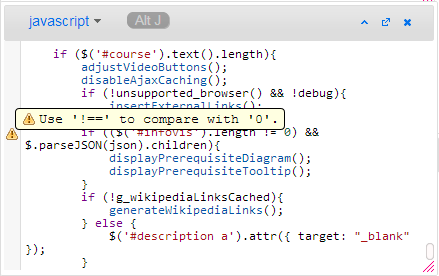 javascript Alt J
if ($('#course').text().length){
adjustVideoButtons();
disableAjaxCaching();
if (!unsupported_browser() && !debug){
insertExternalLinks();
Use '!==' to compare with '0'.
if (($('#infovis').length != 0) &&
$.parseJSON(json).children){
displayPrerequisiteDiagram();
displayPrerequisiteTooltip();
}
if (!g_wikipediaLinksCached){
generateWikipediaLinks();
} else {
$('#description a').attr({ target: "_blank"
});
}